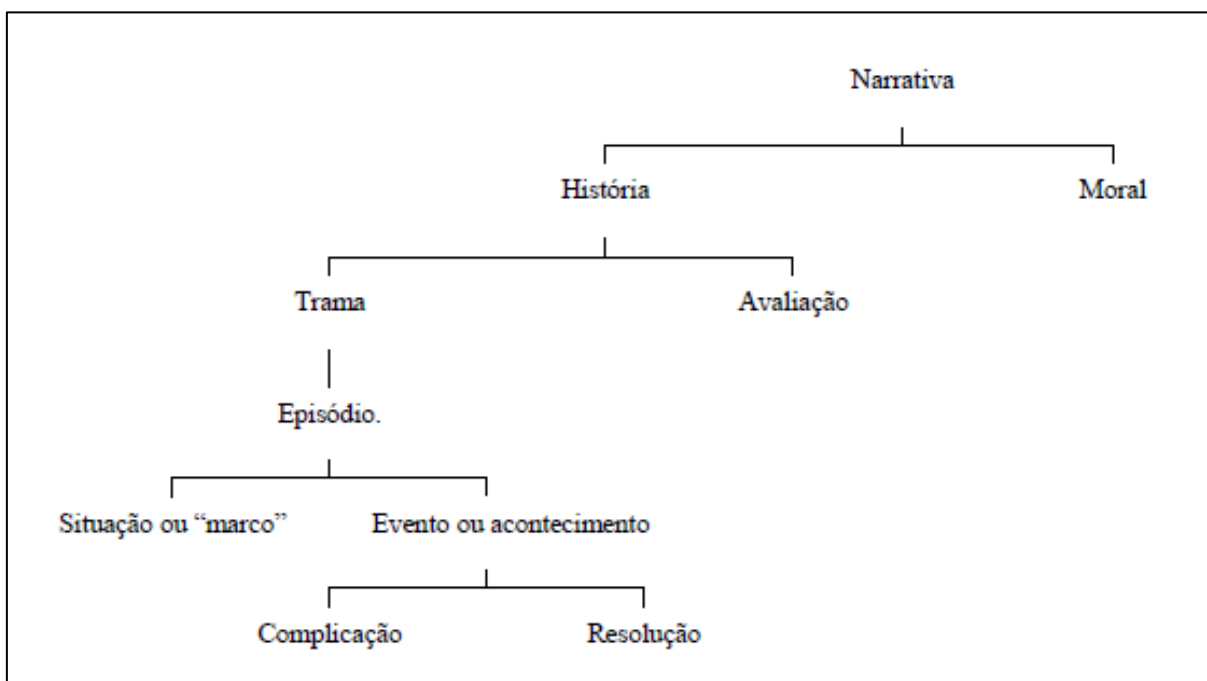 Narrativa
História Moral
Trama Avaliação
Episódio.
Situação ou “marco” Evento ou acontecimento
Complicação Resolução